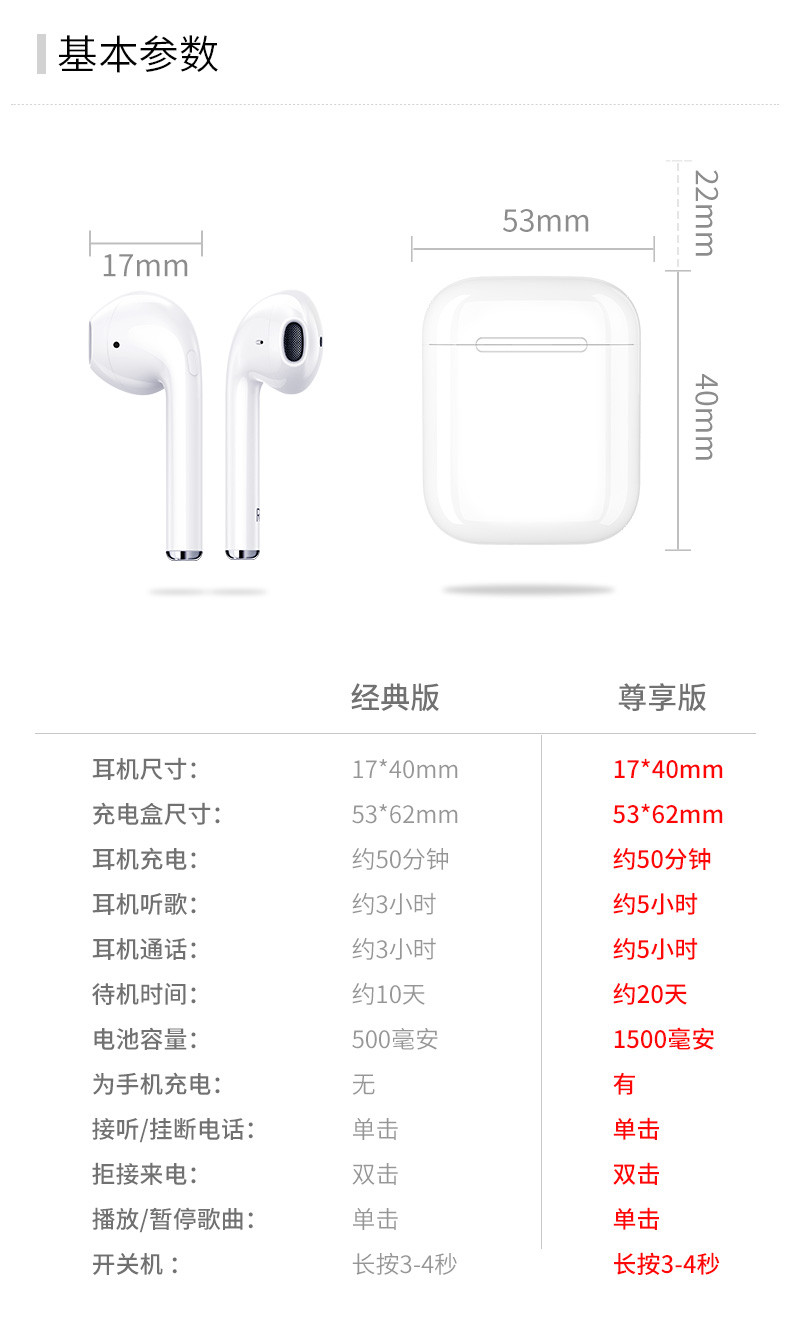 基本参数
22mm
53mm
17mm
40mm
R
经典版 尊享版
耳机尺寸： 17*40mm 17*40mm
充电盒尺寸： 53*62mm 53*62mm
耳机充电： 约50分钟 约50分钟
耳机听歌： 约3小时 约5小时
耳机通话： 约3小时 约5小时
待机时间： 约10天 约20天
电池容量： 500毫安 1500毫安
为手机充电： 无 有
接听/挂断电话： 单击 单击
拒接来电： 双击 双击
播放/暂停歌曲： 单击 单击
开关机 ： 长按3-4秒 长按3-4秒